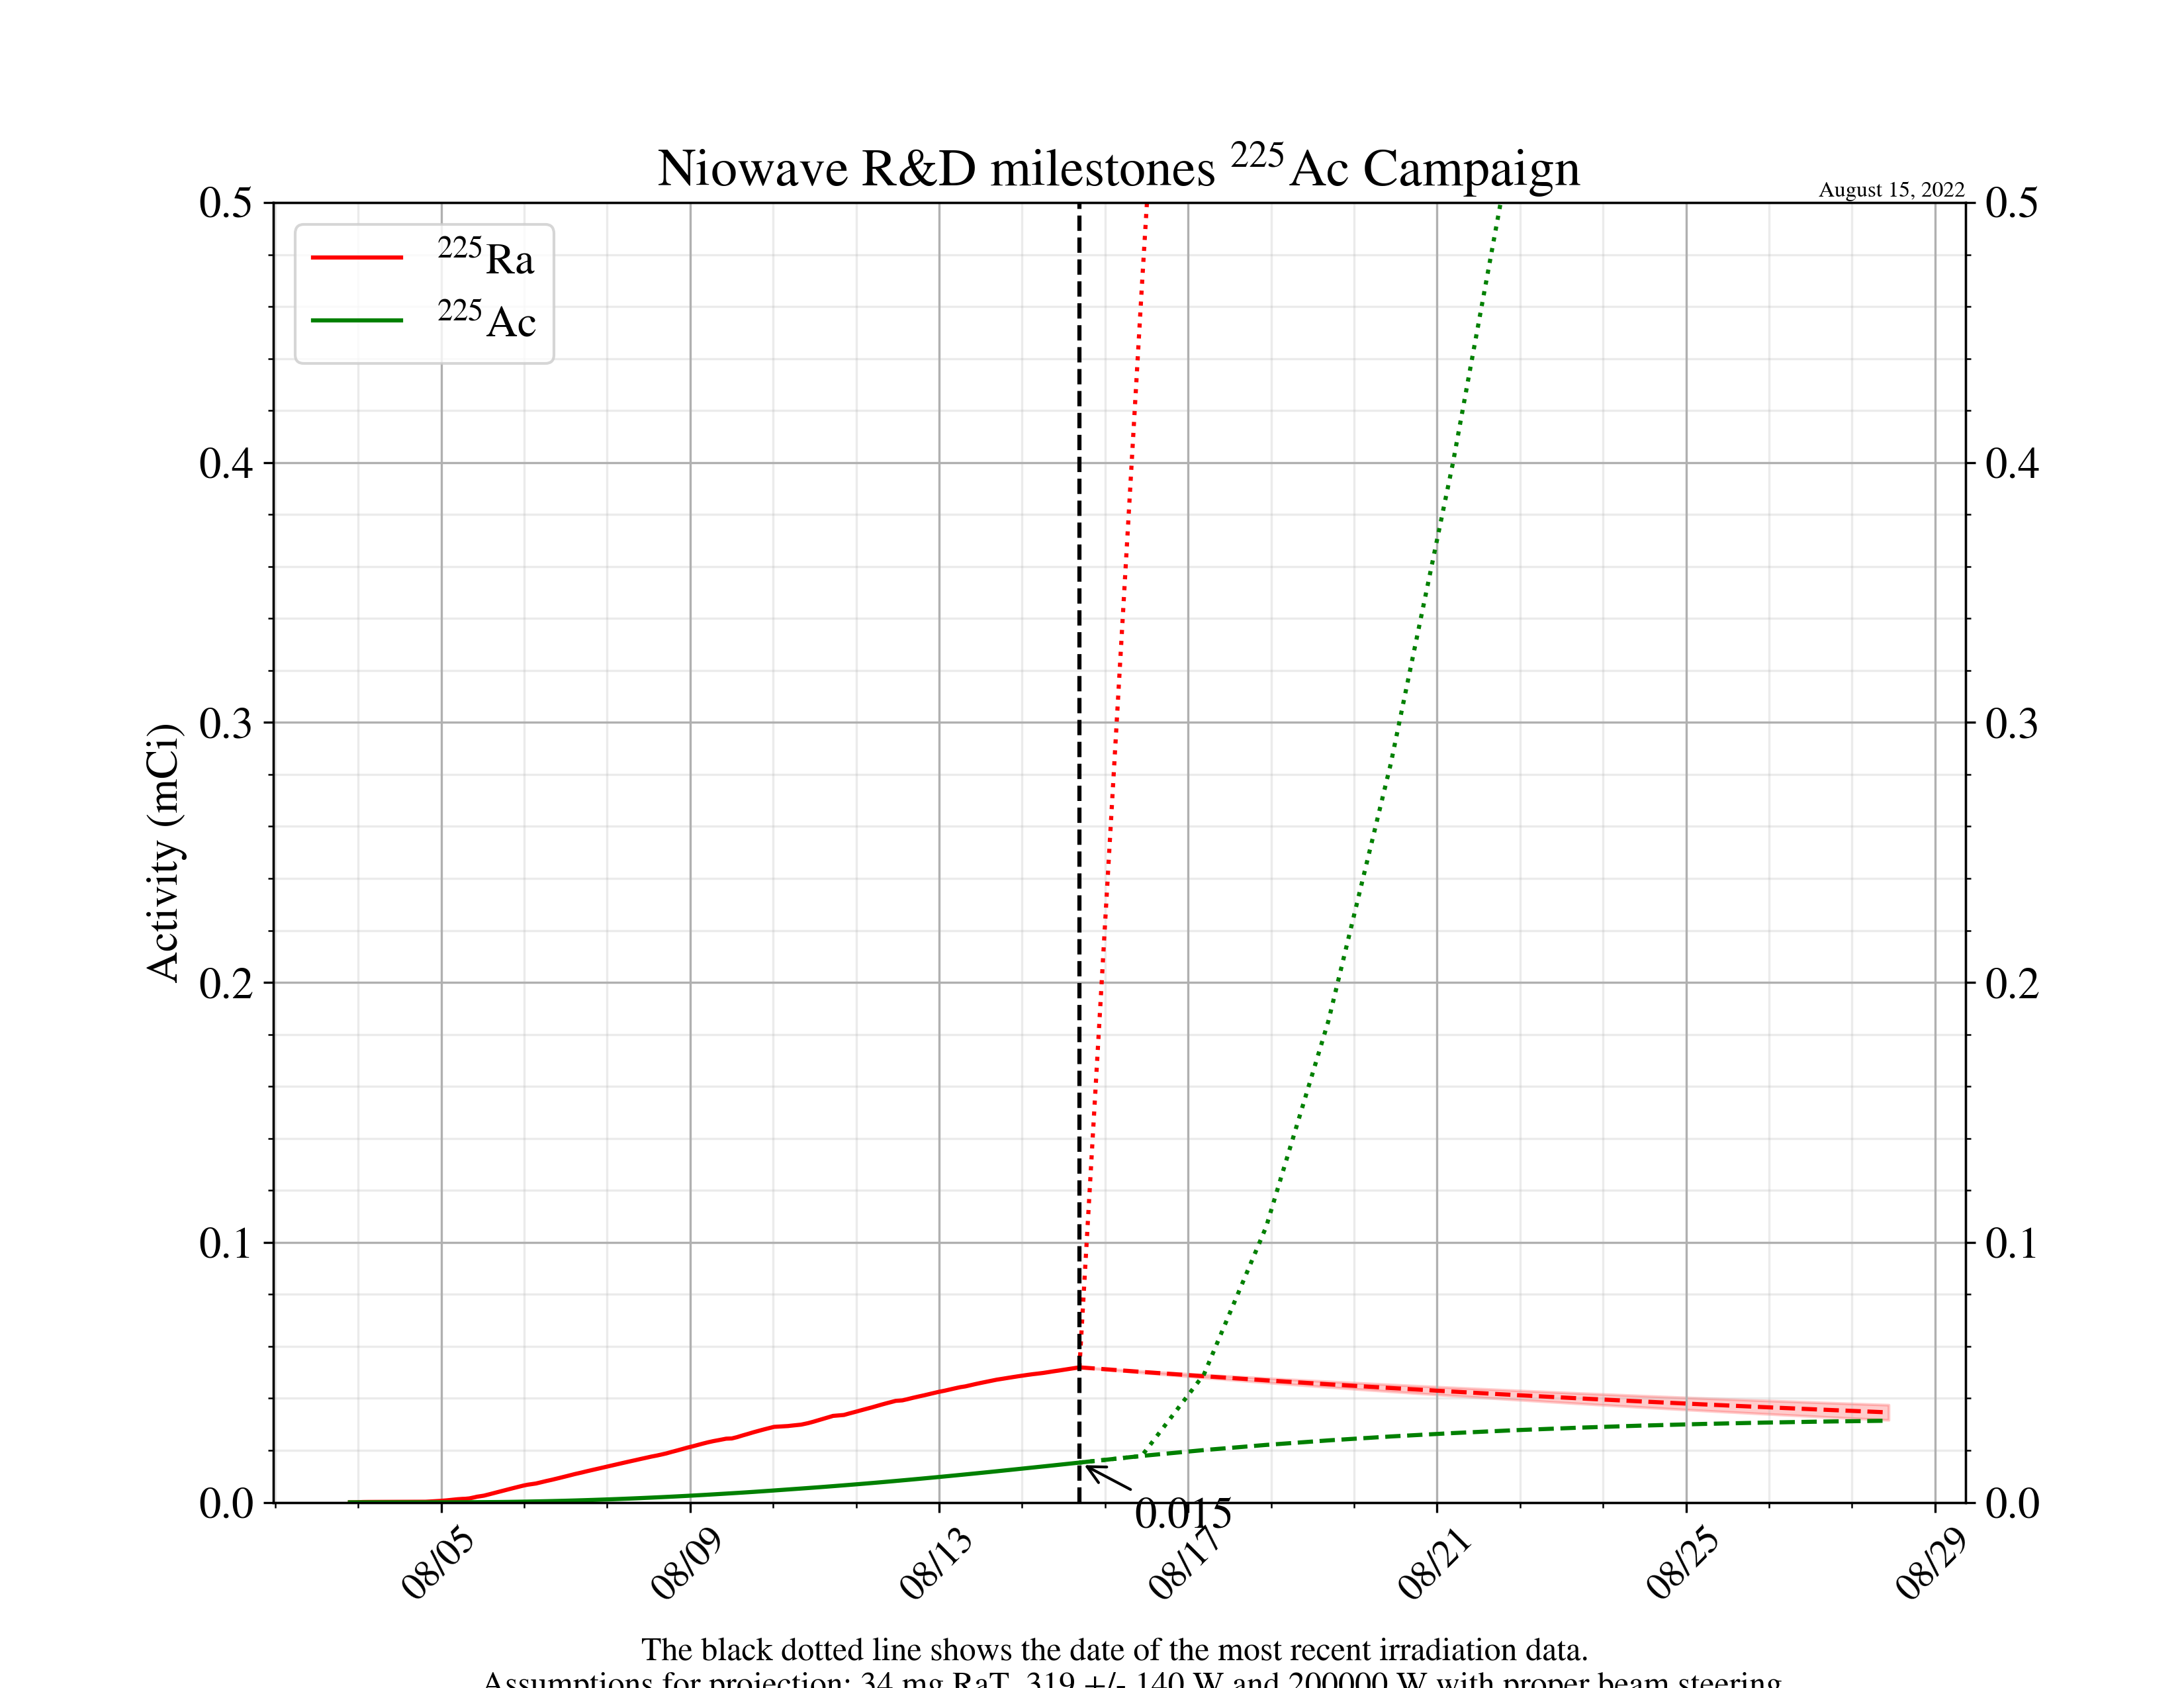 Niowave R&D milestones ²²⁵Ac Campaign
August 15, 2022
²²⁵Ra
²²⁵Ac
Activity (mCi)
0.5 0.5
0.4 0.4
0.3 0.3
0.2 0.2
0.1 0.1
0.0 0.0
0.015
08/05 08/09 08/13 08/17 08/21 08/25 08/29
The black dotted line shows the date of the most recent irradiation data.
Assumptions for projection: 34 mg RaT, 319 +/- 140 W and 200000 W with proper beam steering